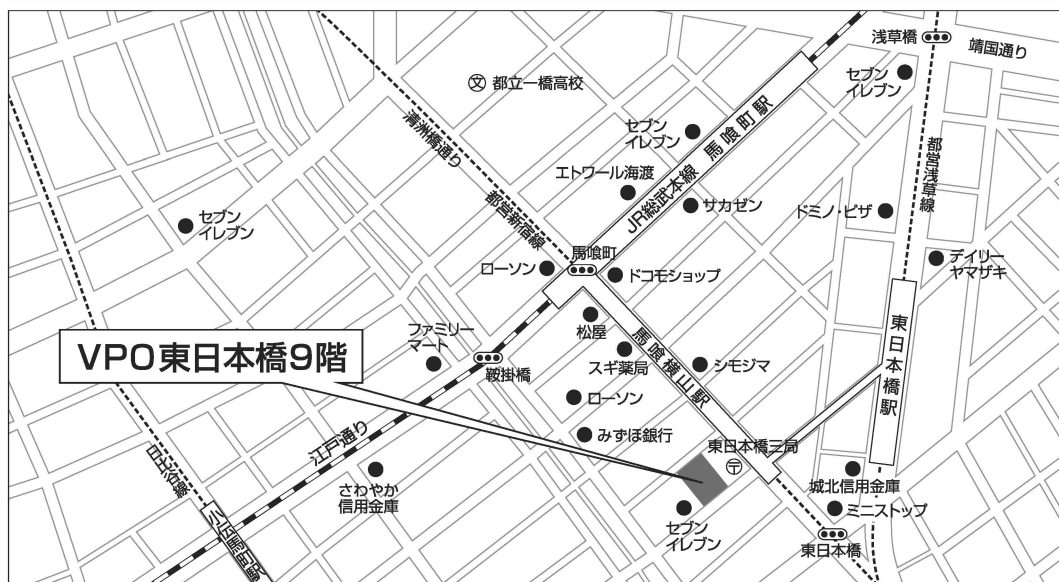 浅草橋
靖国通り
セブン
イレブン
都立一橋高校
清洲橋通り
セブン
イレブン
JR総武本線 馬喰町駅
都営浅草線
エトワール海渡
サカゼン
ドミノ・ピザ
都営新宿線
セブン
イレブン
馬喰町
ローソン
ドコモショップ
デイリー
ヤマザキ
松屋
ファミリー
マート
VPO東日本橋9階
鞍掛橋
スギ薬局
馬喰横山駅
シモジマ
東日本橋駅
ローソン
江戸通り
みずほ銀行
東日本橋三局
日比谷線
さわやか
信用金庫
城北信用金庫
セブン
イレブン
ミニストップ
東日本橋
小伝馬町駅